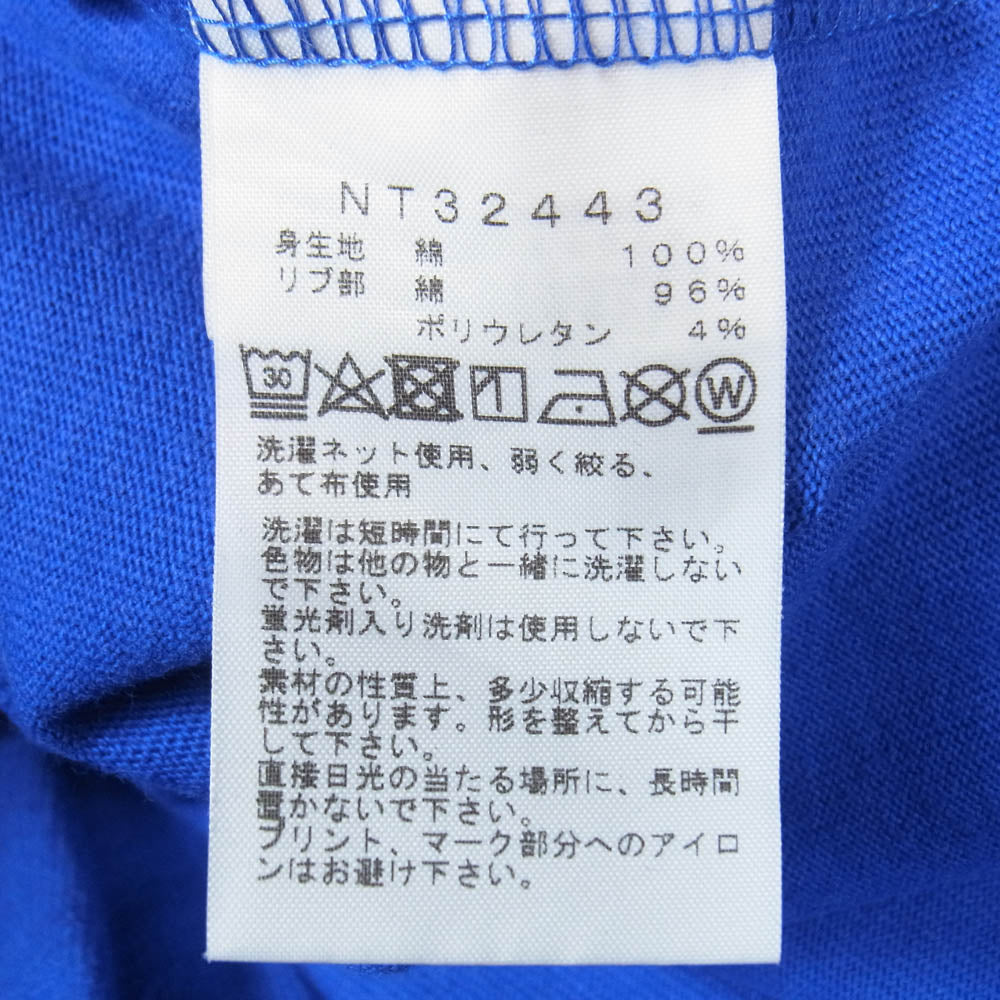 NT32443
身生地 綿 100%
リブ部 綿 96%
ポリウレタン 4%
30 W
洗濯ネット使用、弱く絞る、
あて布使用
洗濯は短時間にて行って下さい。
色物は他の物と一緒に洗濯しない
で下さい。
蛍光剤入り洗剤は使用しないで下
さい。
素材の性質上、多少収縮する可能
性があります。形を整えてから干
して下さい。
直接日光の当たる場所に、長時間
置かないで下さい。
プリント、マーク部分へのアイロ
ンはお避け下さい。